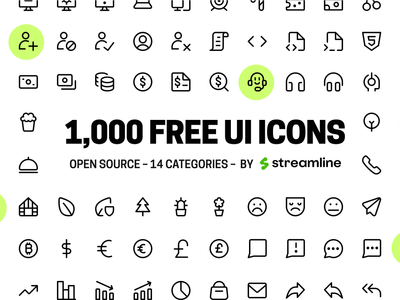 1,000 FREE UI ICONS
OPEN SOURCE – 14 CATEGORIES – BY streamline